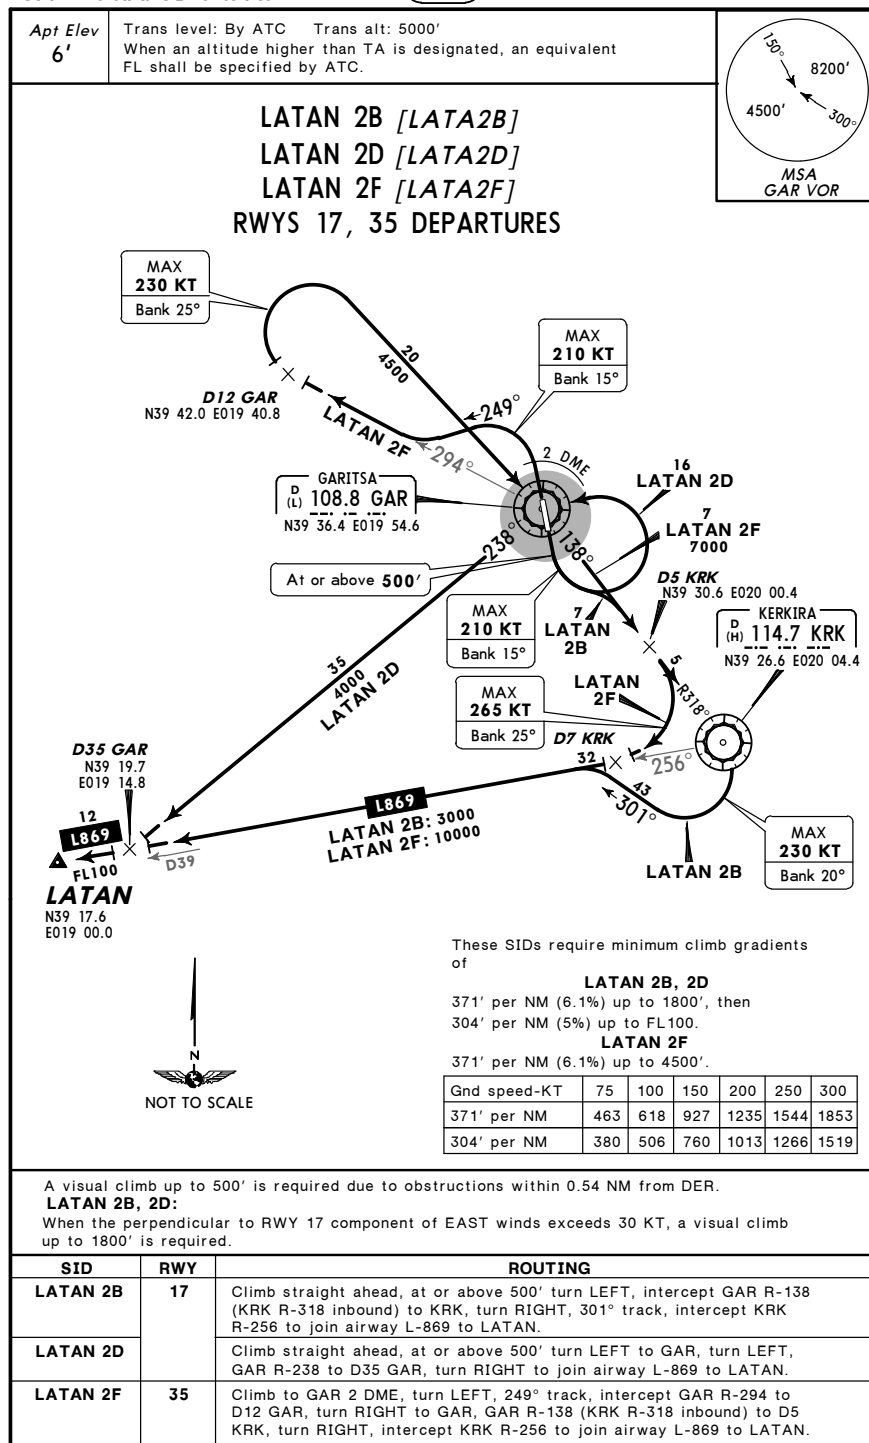 Apt Elev
6'
Trans level: By ATC Trans alt: 5000'
When an altitude higher than TA is designated, an equivalent
FL shall be specified by ATC.
150°
8200'
4500'
300°
MSA
GAR VOR
LATAN 2B [LATA2B]
LATAN 2D [LATA2D]
LATAN 2F [LATA2F]
RWYS 17, 35 DEPARTURES
MAX
230 KT
Bank 25°
MAX
210 KT
Bank 15°
20
4500
D12 GAR
N39 42.0 E019 40.8
LATAN 2F
249°
294°
2 DME
16
LATAN 2D
GARITSA
D
(L) 108.8 GAR
N39 36.4 E019 54.6
7
LATAN 2F
7000
238°
138°
At or above 500'
D5 KRK
N39 30.6 E020 00.4
MAX
210 KT
Bank 15°
7
LATAN
2B
KERKIRA
D
(H) 114.7 KRK
N39 26.6 E020 04.4
35
4000
LATAN 2D
5
R318°
LATAN
2F
MAX
265 KT
Bank 25°
D7 KRK
D35 GAR
N39 19.7
E019 14.8
32
256°
43
301°
12
L869
FL100
L869
LATAN 2B: 3000
LATAN 2F: 10000
D39
MAX
230 KT
Bank 20°
LATAN 2B
LATAN
N39 17.6
E019 00.0
N
NOT TO SCALE
These SIDs require minimum climb gradients
of
LATAN 2B, 2D
371' per NM (6.1%) up to 1800', then
304' per NM (5%) up to FL100.
LATAN 2F
371' per NM (6.1%) up to 4500'.
Gnd speed-KT 75 100 150 200 250 300
371' per NM 463 618 927 1235 1544 1853
304' per NM 380 506 760 1013 1266 1519
A visual climb up to 500' is required due to obstructions within 0.54 NM from DER.
LATAN 2B, 2D:
When the perpendicular to RWY 17 component of EAST winds exceeds 30 KT, a visual climb
up to 1800' is required.
SID RWY ROUTING
LATAN 2B 17 Climb straight ahead, at or above 500' turn LEFT, intercept GAR R-138
(KRK R-318 inbound) to KRK, turn RIGHT, 301° track, intercept KRK
R-256 to join airway L-869 to LATAN.
LATAN 2D Climb straight ahead, at or above 500' turn LEFT to GAR, turn LEFT,
GAR R-238 to D35 GAR, turn RIGHT to join airway L-869 to LATAN.
LATAN 2F 35 Climb to GAR 2 DME, turn LEFT, 249° track, intercept GAR R-294 to
D12 GAR, turn RIGHT to GAR, GAR R-138 (KRK R-318 inbound) to D5
KRK, turn RIGHT, intercept KRK R-256 to join airway L-869 to LATAN.